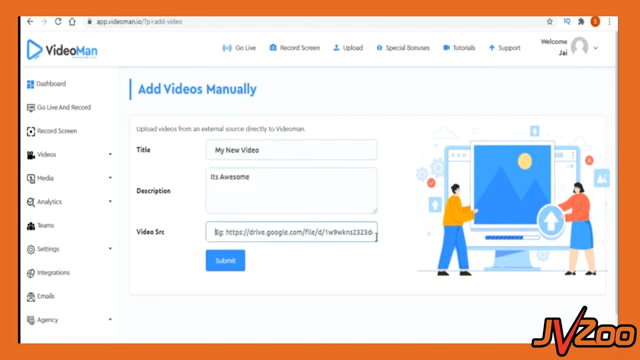 app.videoman.io/?p=add-video
VideoMan
Go Live
Record Screen
Upload
Special Bonuses
Tutorials
Support
Welcome
Jai
Dashboard
Go Live And Record
Record Screen
Videos
Media
Analytics
Teams
Settings
Integrations
Emails
Agency
Add Videos Manually
Upload videos from an external source directly to Videoman.
Title
My New Video
Description
Its Awesome
Video Src
Eg: https://drive.google.com/file/d/1w9wkns2323d
Submit
JVZoo